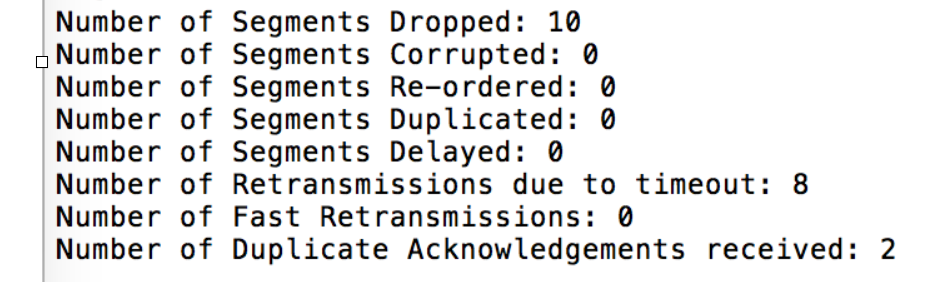 Number of Segments Dropped: 10
Number of Segments Corrupted: 0
Number of Segments Re-ordered: 0
Number of Segments Duplicated: 0
Number of Segments Delayed: 0
Number of Retransmissions due to timeout: 8
Number of Fast Retransmissions: 0
Number of Duplicate Acknowledgements received: 2